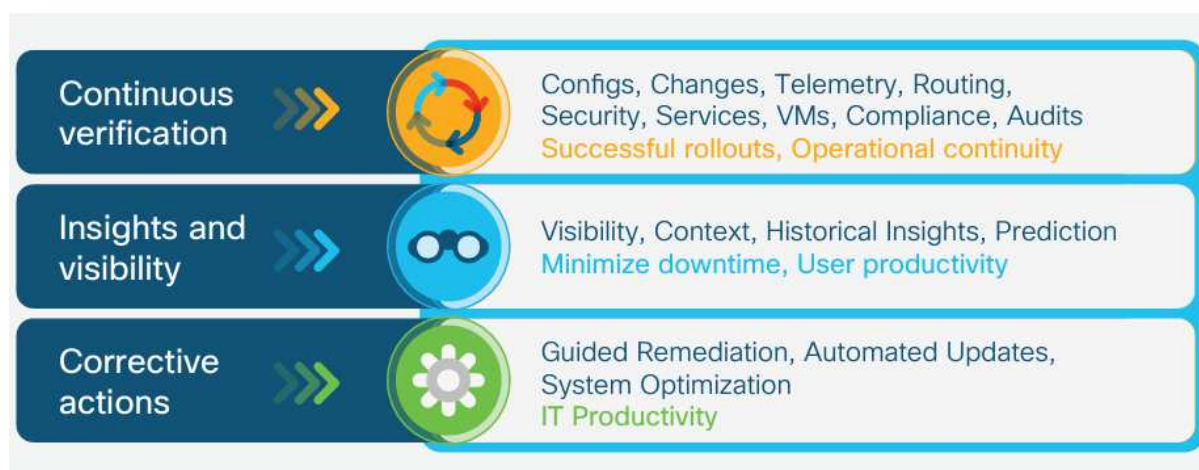 Continuous
verification
Configs, Changes, Telemetry, Routing,
Security, Services, VMs, Compliance, Audits
Successful rollouts, Operational continuity
Insights and
visibility
Visibility, Context, Historical Insights, Prediction
Minimize downtime, User productivity
Corrective
actions
Guided Remediation, Automated Updates,
System Optimization
IT Productivity